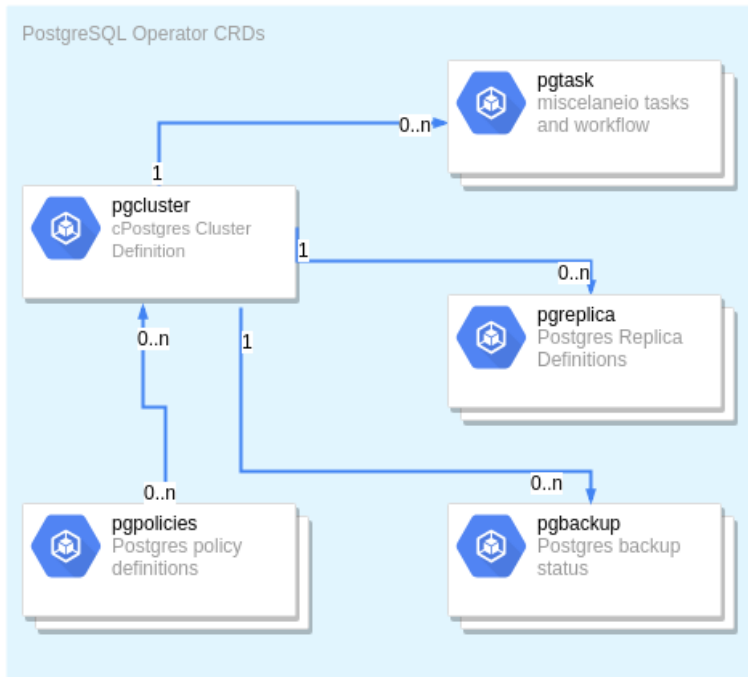 PostgreSQL Operator CRDs
pgtask
miscelaneio tasks
and workflow
0..n
1
pgcluster
cPostgres Cluster
Definition
1
0..n
pgreplica
Postgres Replica
Definitions
0..n
1
0..n
0..n
pgpolicies
Postgres policy
definitions
pgbackup
Postgres backup
status